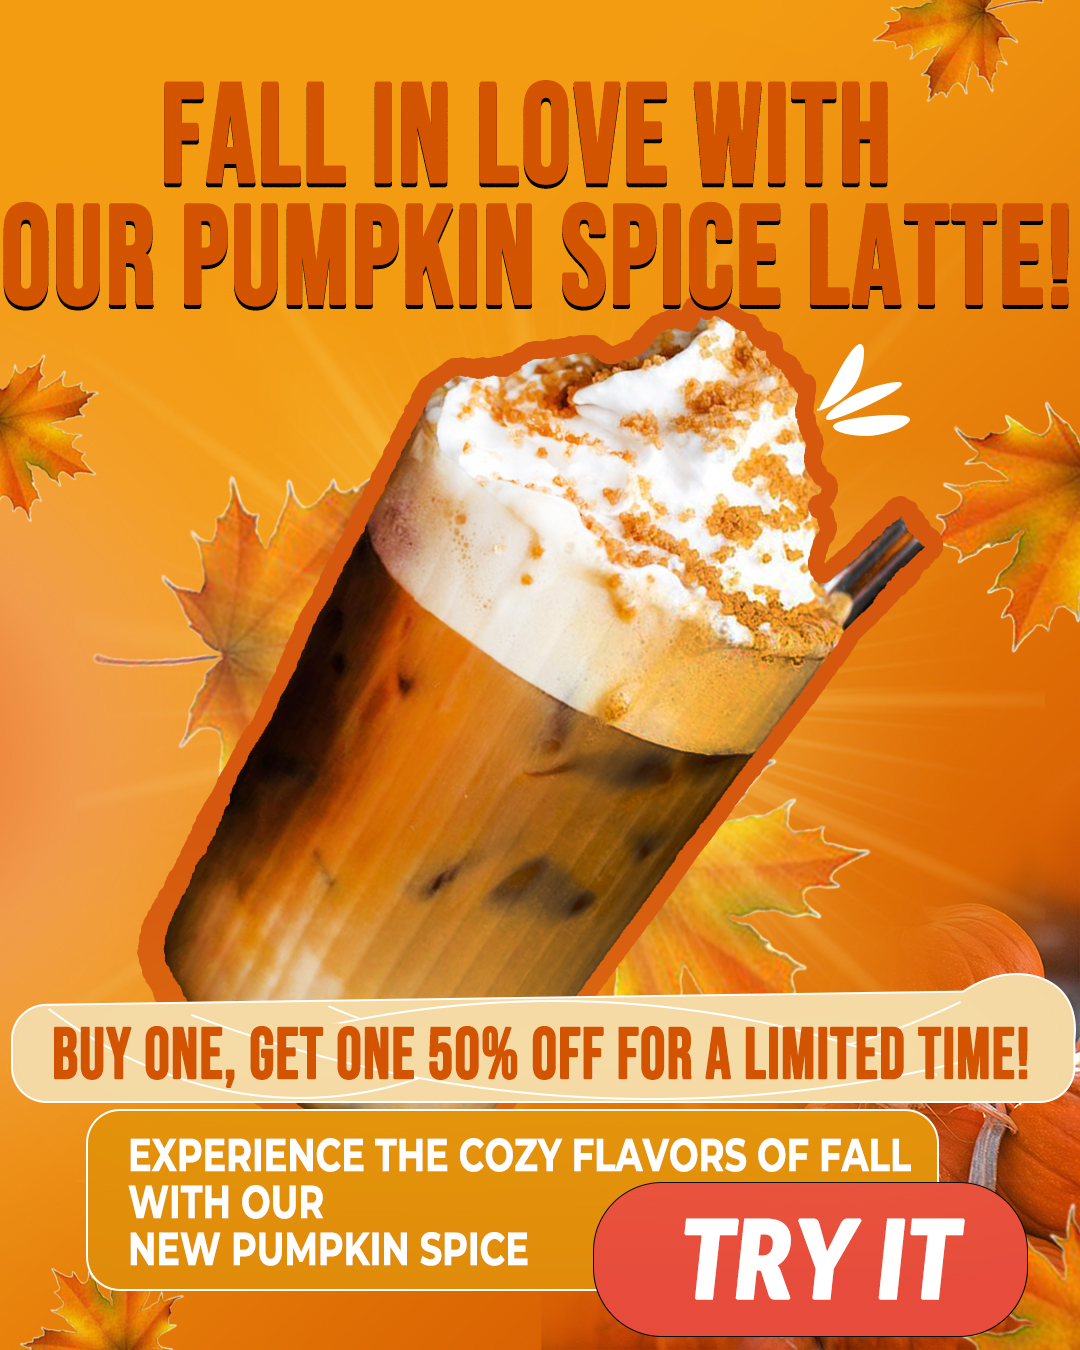 FALL IN LOVE WITH
OUR PUMPKIN SPICE LATTE!
BUY ONE, GET ONE 50% OFF FOR A LIMITED TIME!
EXPERIENCE THE COZY FLAVORS OF FALL
WITH OUR
NEW PUMPKIN SPICE
TRY IT